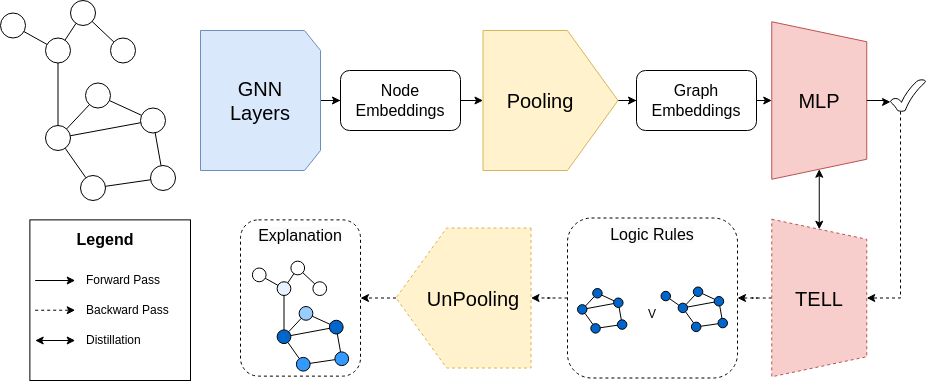 GNN
Layers
Node
Embeddings
Pooling
Graph
Embeddings
MLP
Legend
Forward Pass
Backward Pass
Distillation
Explanation
UnPooling
Logic Rules
V
TELL